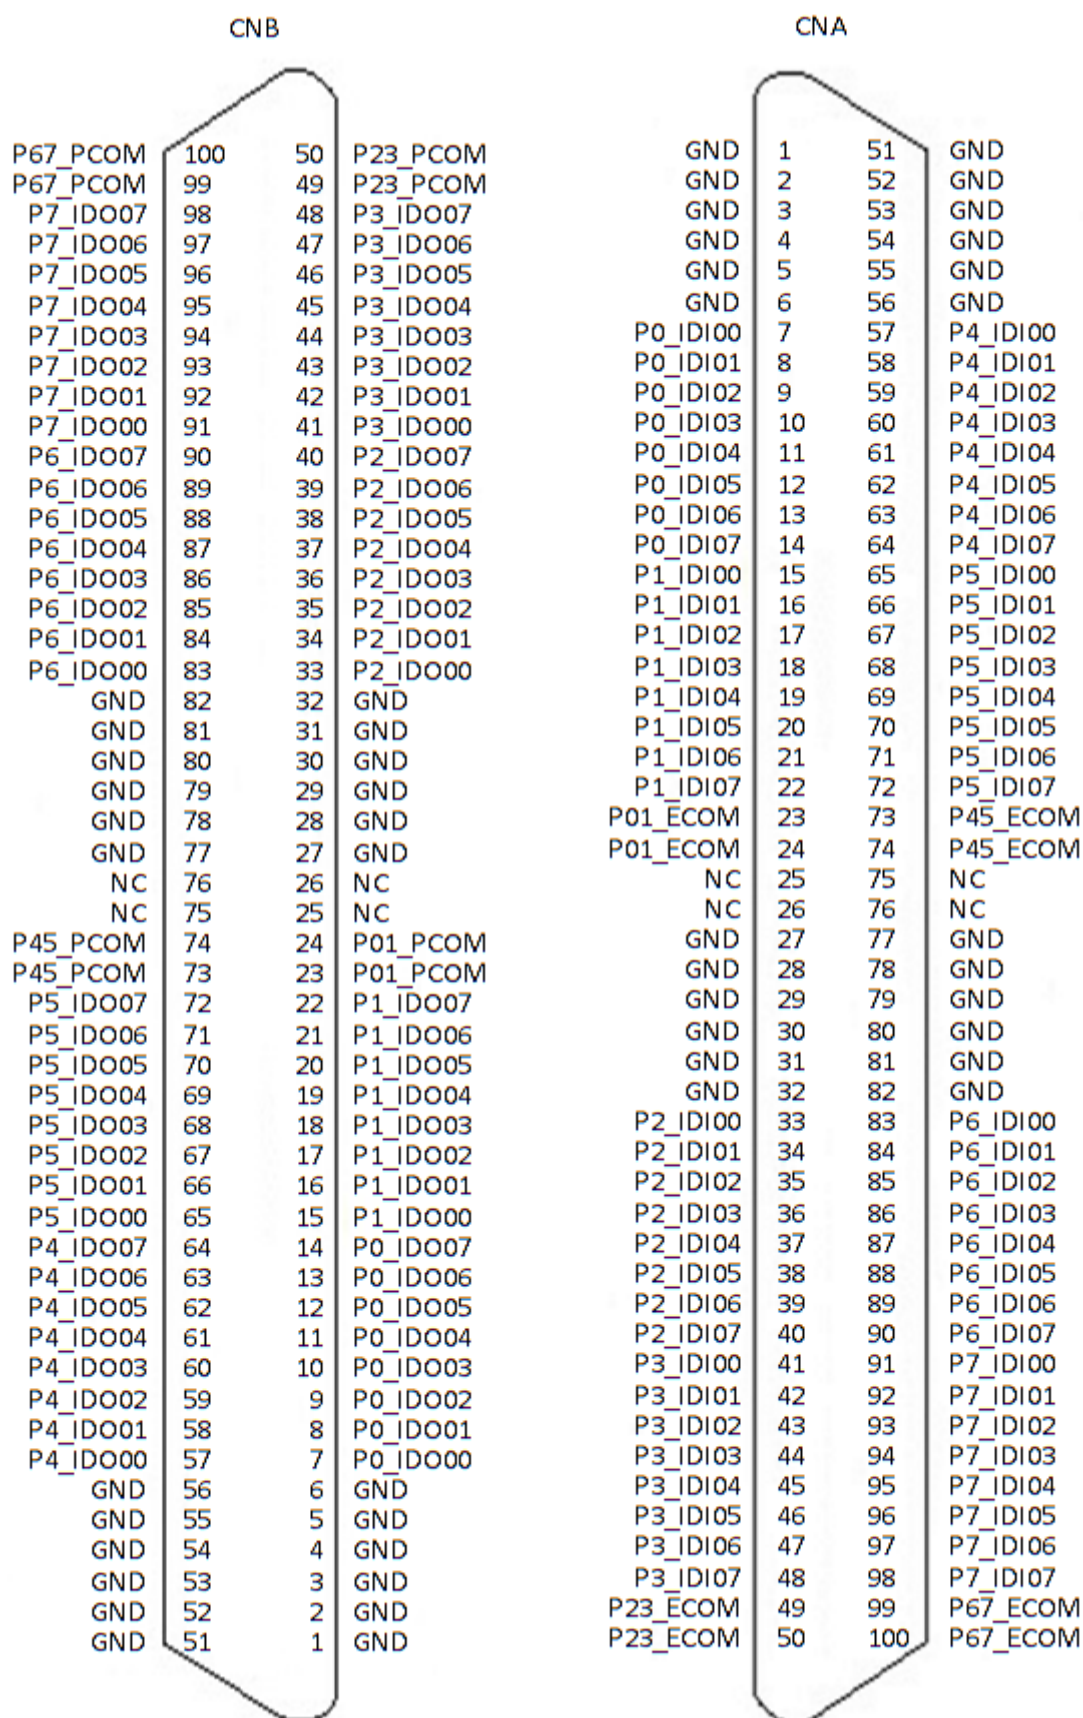 CNB CNA
P67_PCOM 100 50 P23_PCOM
P67_PCOM 99 49 P23_PCOM
P7_IDO07 98 48 P3_IDO07
P7_IDO06 97 47 P3_IDO06
P7_IDO05 96 46 P3_IDO05
P7_IDO04 95 45 P3_IDO04
P7_IDO03 94 44 P3_IDO03
P7_IDO02 93 43 P3_IDO02
P7_IDO01 92 42 P3_IDO01
P7_IDO00 91 41 P3_IDO00
P6_IDO07 90 40 P2_IDO07
P6_IDO06 89 39 P2_IDO06
P6_IDO05 88 38 P2_IDO05
P6_IDO04 87 37 P2_IDO04
P6_IDO03 86 36 P2_IDO03
P6_IDO02 85 35 P2_IDO02
P6_IDO01 84 34 P2_IDO01
P6_IDO00 83 33 P2_IDO00
GND 82 32 GND
GND 81 31 GND
GND 80 30 GND
GND 79 29 GND
GND 78 28 GND
GND 77 27 GND
NC 76 26 NC
NC 75 25 NC
P45_PCOM 74 24 P01_PCOM
P45_PCOM 73 23 P01_PCOM
P5_IDO07 72 22 P1_IDO07
P5_IDO06 71 21 P1_IDO06
P5_IDO05 70 20 P1_IDO05
P5_IDO04 69 19 P1_IDO04
P5_IDO03 68 18 P1_IDO03
P5_IDO02 67 17 P1_IDO02
P5_IDO01 66 16 P1_IDO01
P5_IDO00 65 15 P1_IDO00
P4_IDO07 64 14 P0_IDO07
P4_IDO06 63 13 P0_IDO06
P4_IDO05 62 12 P0_IDO05
P4_IDO04 61 11 P0_IDO04
P4_IDO03 60 10 P0_IDO03
P4_IDO02 59 9 P0_IDO02
P4_IDO01 58 8 P0_IDO01
P4_IDO00 57 7 P0_IDO00
GND 56 6 GND
GND 55 5 GND
GND 54 4 GND
GND 53 3 GND
GND 52 2 GND
GND 51 1 GND
GND 1 51 GND
GND 2 52 GND
GND 3 53 GND
GND 4 54 GND
GND 5 55 GND
GND 6 56 GND
P0_IDI00 7 57 P4_IDI00
P0_IDI01 8 58 P4_IDI01
P0_IDI02 9 59 P4_IDI02
P0_IDI03 10 60 P4_IDI03
P0_IDI04 11 61 P4_IDI04
P0_IDI05 12 62 P4_IDI05
P0_IDI06 13 63 P4_IDI06
P0_IDI07 14 64 P4_IDI07
P1_IDI00 15 65 P5_IDI00
P1_IDI01 16 66 P5_IDI01
P1_IDI02 17 67 P5_IDI02
P1_IDI03 18 68 P5_IDI03
P1_IDI04 19 69 P5_IDI04
P1_IDI05 20 70 P5_IDI05
P1_IDI06 21 71 P5_IDI06
P1_IDI07 22 72 P5_IDI07
P01_ECOM 23 73 P45_ECOM
P01_ECOM 24 74 P45_ECOM
NC 25 75 NC
NC 26 76 NC
GND 27 77 GND
GND 28 78 GND
GND 29 79 GND
GND 30 80 GND
GND 31 81 GND
GND 32 82 GND
P2_IDI00 33 83 P6_IDI00
P2_IDI01 34 84 P6_IDI01
P2_IDI02 35 85 P6_IDI02
P2_IDI03 36 86 P6_IDI03
P2_IDI04 37 87 P6_IDI04
P2_IDI05 38 88 P6_IDI05
P2_IDI06 39 89 P6_IDI06
P2_IDI07 40 90 P6_IDI07
P3_IDI00 41 91 P7_IDI00
P3_IDI01 42 92 P7_IDI01
P3_IDI02 43 93 P7_IDI02
P3_IDI03 44 94 P7_IDI03
P3_IDI04 45 95 P7_IDI04
P3_IDI05 46 96 P7_IDI05
P3_IDI06 47 97 P7_IDI06
P3_IDI07 48 98 P7_IDI07
P23_ECOM 49 99 P67_ECOM
P23_ECOM 50 100 P67_ECOM